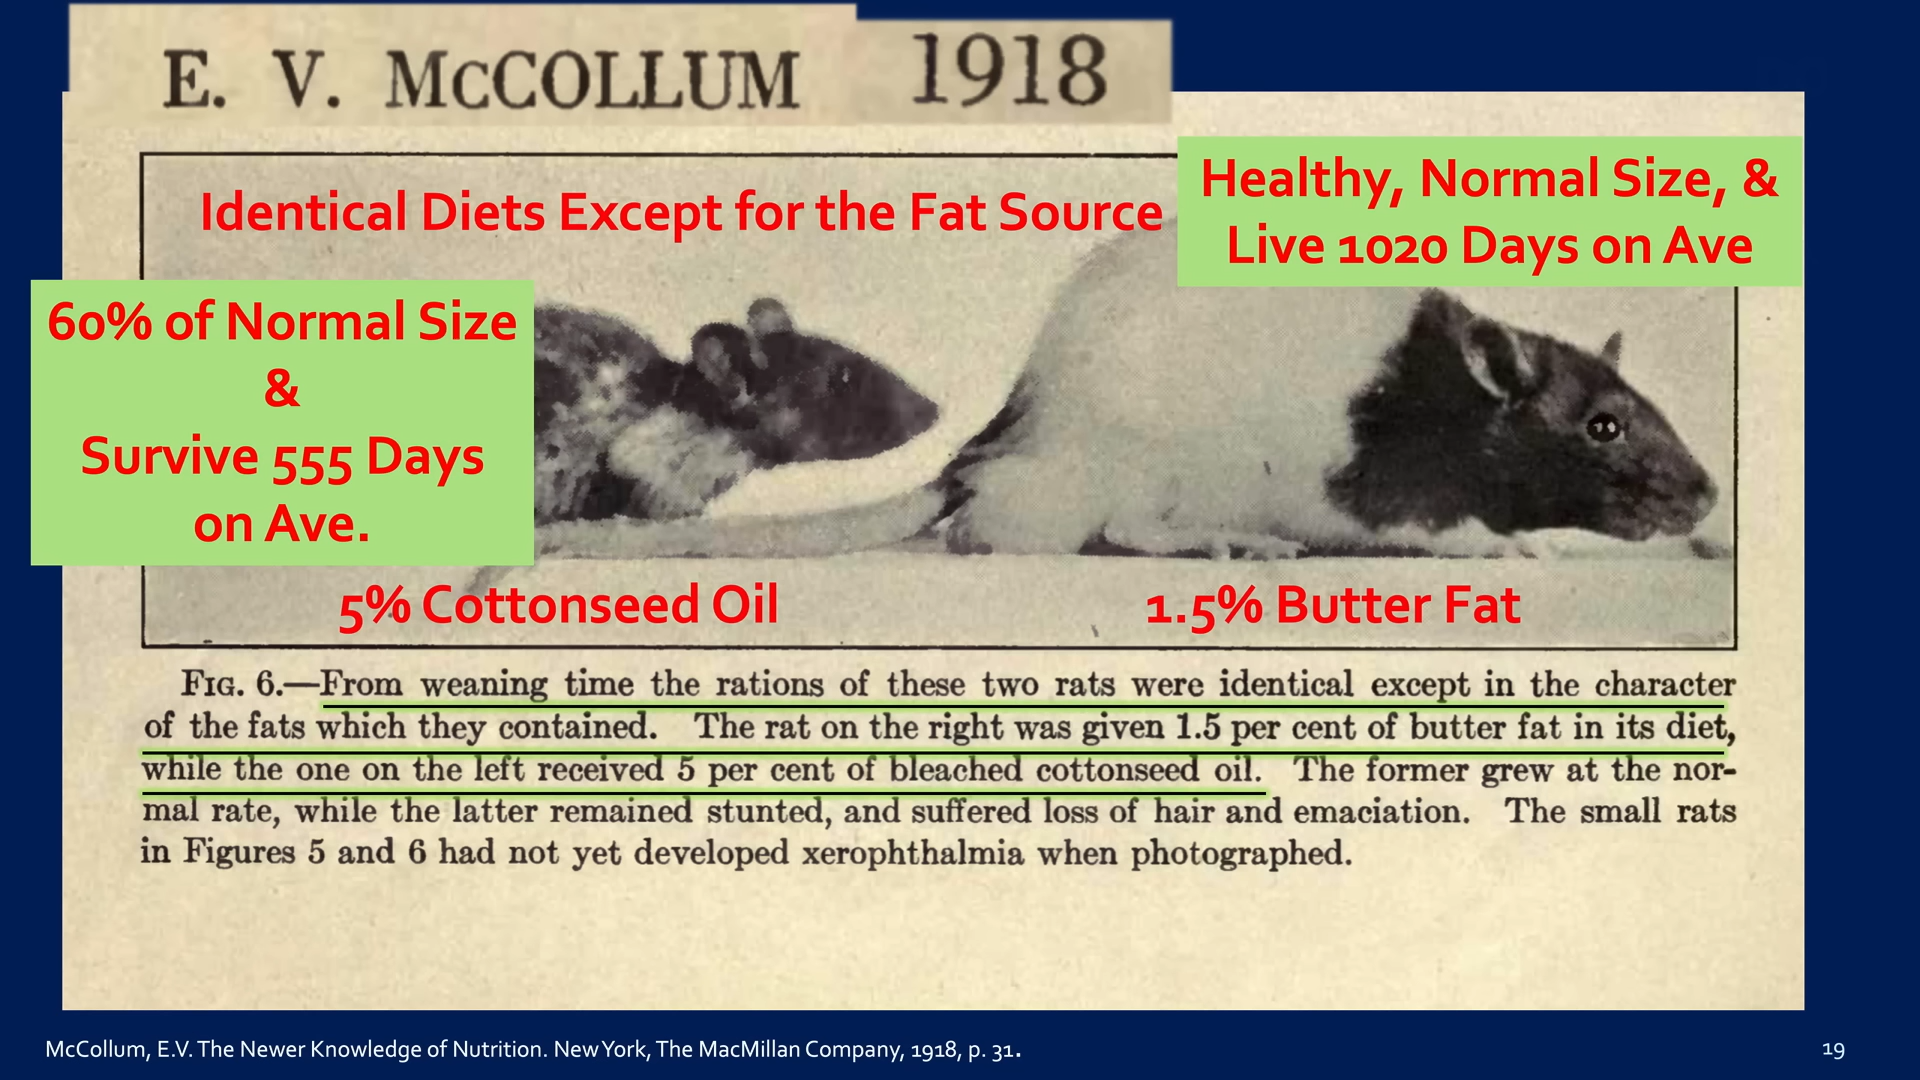 E. V. McCOLLUM 1918
Identical Diets Except for the Fat Source
Healthy, Normal Size, &
Live 1020 Days on Ave
60% of Normal Size
&
Survive 555 Days
on Ave.
5% Cottonseed Oil
1.5% Butter Fat
FIG. 6.—From weaning time the rations of these two rats were identical except in the character
of the fats which they contained. The rat on the right was given 1.5 per cent of butter fat in its diet,
while the one on the left received 5 per cent of bleached cottonseed oil. The former grew at the nor-
mal rate, while the latter remained stunted, and suffered loss of hair and emaciation. The small rats
in Figures 5 and 6 had not yet developed xerophthalmia when photographed.
McCollum, E.V. The Newer Knowledge of Nutrition. New York, The MacMillan Company, 1918, p. 31.
19